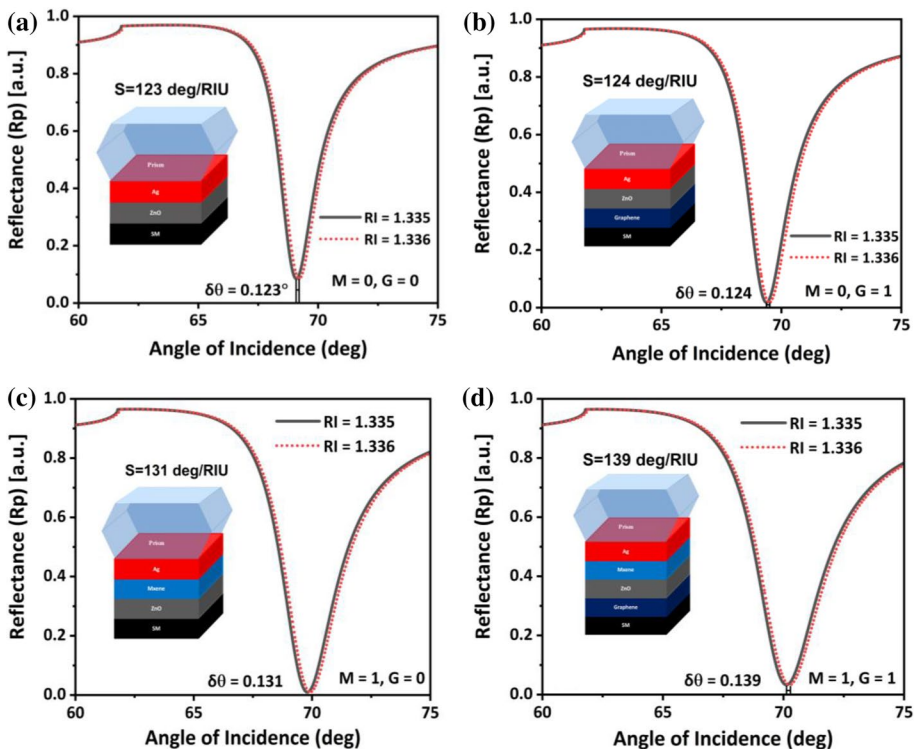 (a)
1.0
0.8
0.6
0.4
0.2
0.0
Reflectance (Rp) [a.u.]
S=123 deg/RIU
Prism
Ag
ZnO
SM
RI = 1.335
RI = 1.336
δθ = 0.123°
M = 0, G = 0
60 65 70 75
Angle of Incidence (deg)
(b)
1.0
0.8
0.6
0.4
0.2
0.0
Reflectance (Rp) [a.u.]
S=124 deg/RIU
Prism
Ag
ZnO
Graphene
SM
RI = 1.335
RI = 1.336
δθ = 0.124
M = 0, G = 1
60 65 70 75
Angle of Incidence (deg)
(c)
1.0
0.8
0.6
0.4
0.2
0.0
Reflectance (Rp) [a.u.]
RI = 1.335
RI = 1.336
S=131 deg/RIU
Prism
Ag
Mxene
ZnO
SM
δθ = 0.131
M = 1, G = 0
60 65 70 75
Angle of Incidence (deg)
(d)
1.0
0.8
0.6
0.4
0.2
0.0
Reflectance (Rp) [a.u.]
RI = 1.335
RI = 1.336
S=139 deg/RIU
Prism
Ag
Mxene
ZnO
Graphene
SM
δθ = 0.139
M = 1, G = 1
60 65 70 75
Angle of Incidence (deg)